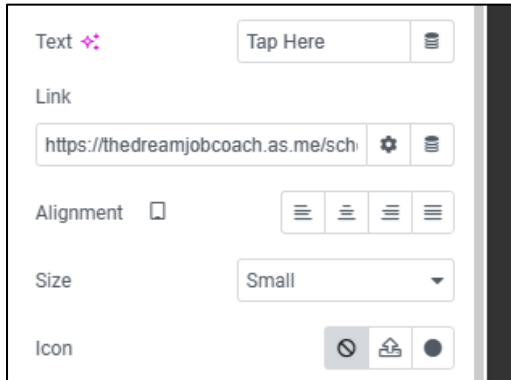 Text
Tap Here
Link
https://thedreamjobcoach.as.me/sch
Alignment
Size
Small
Icon